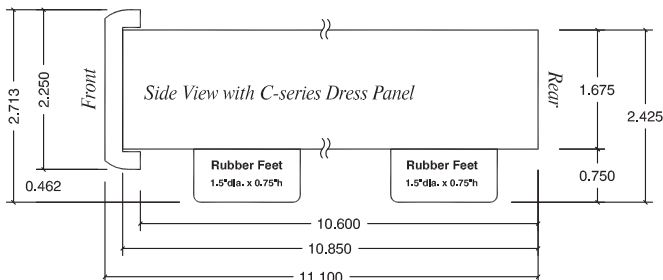 2.713
2.250
Front
Side View with C-series Dress Panel
Rear
1.675
2.425
0.462
Rubber Feet
1.5"dia. x 0.75"h
Rubber Feet
1.5"dia. x 0.75"h
0.750
10.600
10.850
11.100